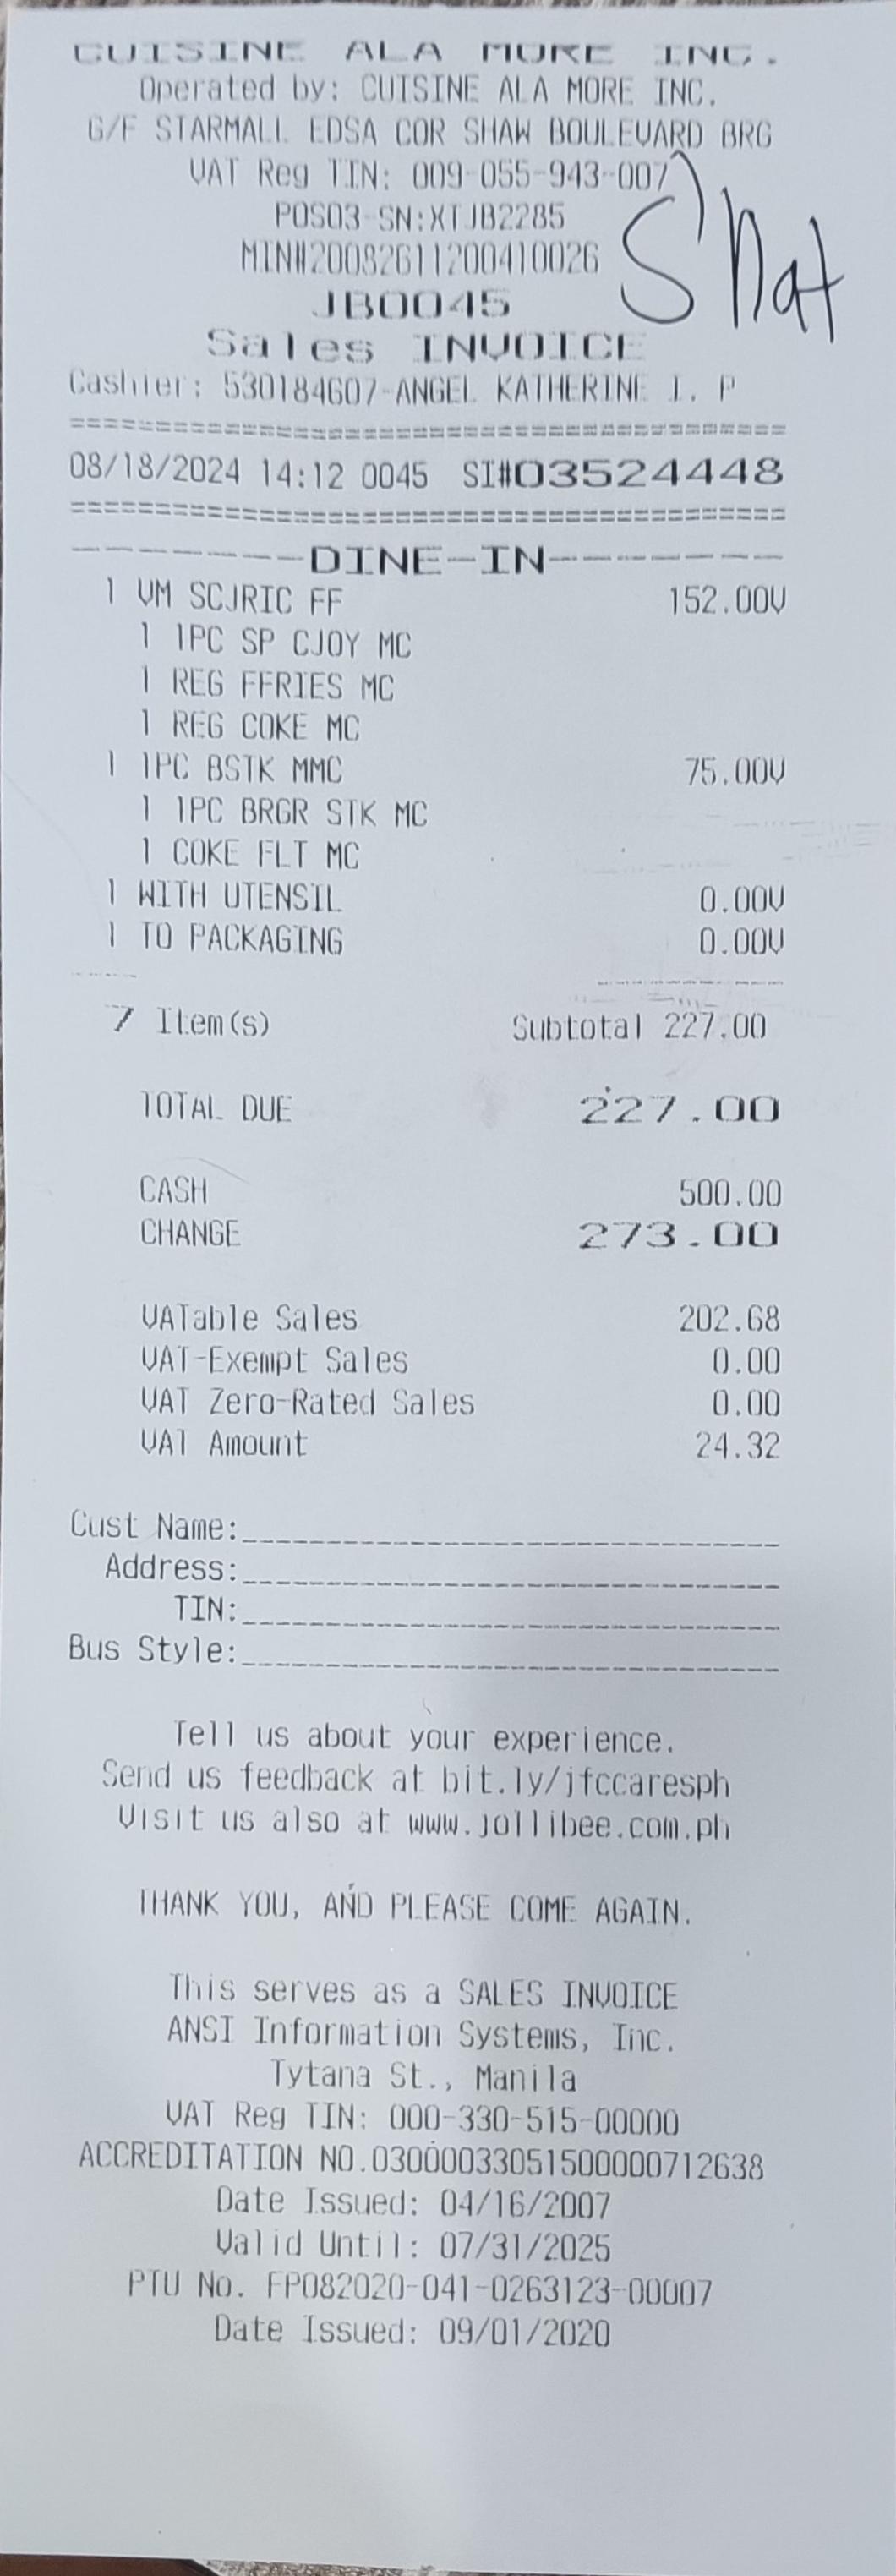 CUISINE ALA MORE INC.
Operated by: CUISINE ALA MORE INC.
G/F STARMALL EDSA COR SHAW BOULEVARD BRG
VAT Reg TIN: 009-055-943-007
POS03-SN:XTJB2285
MIN#20082611200410026
JB0045
Sales INVOICE
Cashier: 530184607-ANGEL KATHERINE I. P
08/18/2024 14:12 0045 SI#03524448
DINE-IN
1 VM SCJRIC FF 152.00V
1 1PC SP CJOY MC
1 REG FFRIES MC
1 REG COKE MC
1 1PC BSTK MMC 75.00V
1 1PC BRGR STK MC
1 COKE FLT MC
1 WITH UTENSIL 0.00V
1 TO PACKAGING 0.00V
7 Item(s) Subtotal 227.00
TOTAL DUE 227.00
CASH 500.00
CHANGE 273.00
VATable Sales 202.68
VAT-Exempt Sales 0.00
VAT Zero-Rated Sales 0.00
VAT Amount 24.32
Cust Name:
Address:
TIN:
Bus Style:
Tell us about your experience.
Send us feedback at bit.ly/jfccaresph
Visit us also at www.jollibee.com.ph
THANK YOU, AND PLEASE COME AGAIN.
This serves as a SALES INVOICE
ANSI Information Systems, Inc.
Tytana St., Manila
VAT Reg TIN: 000-330-515-00000
ACCREDITATION NO.03000033051500000712638
Date Issued: 04/16/2007
Valid Until: 07/31/2025
PTU No. FP082020-041-0263123-00007
Date Issued: 09/01/2020